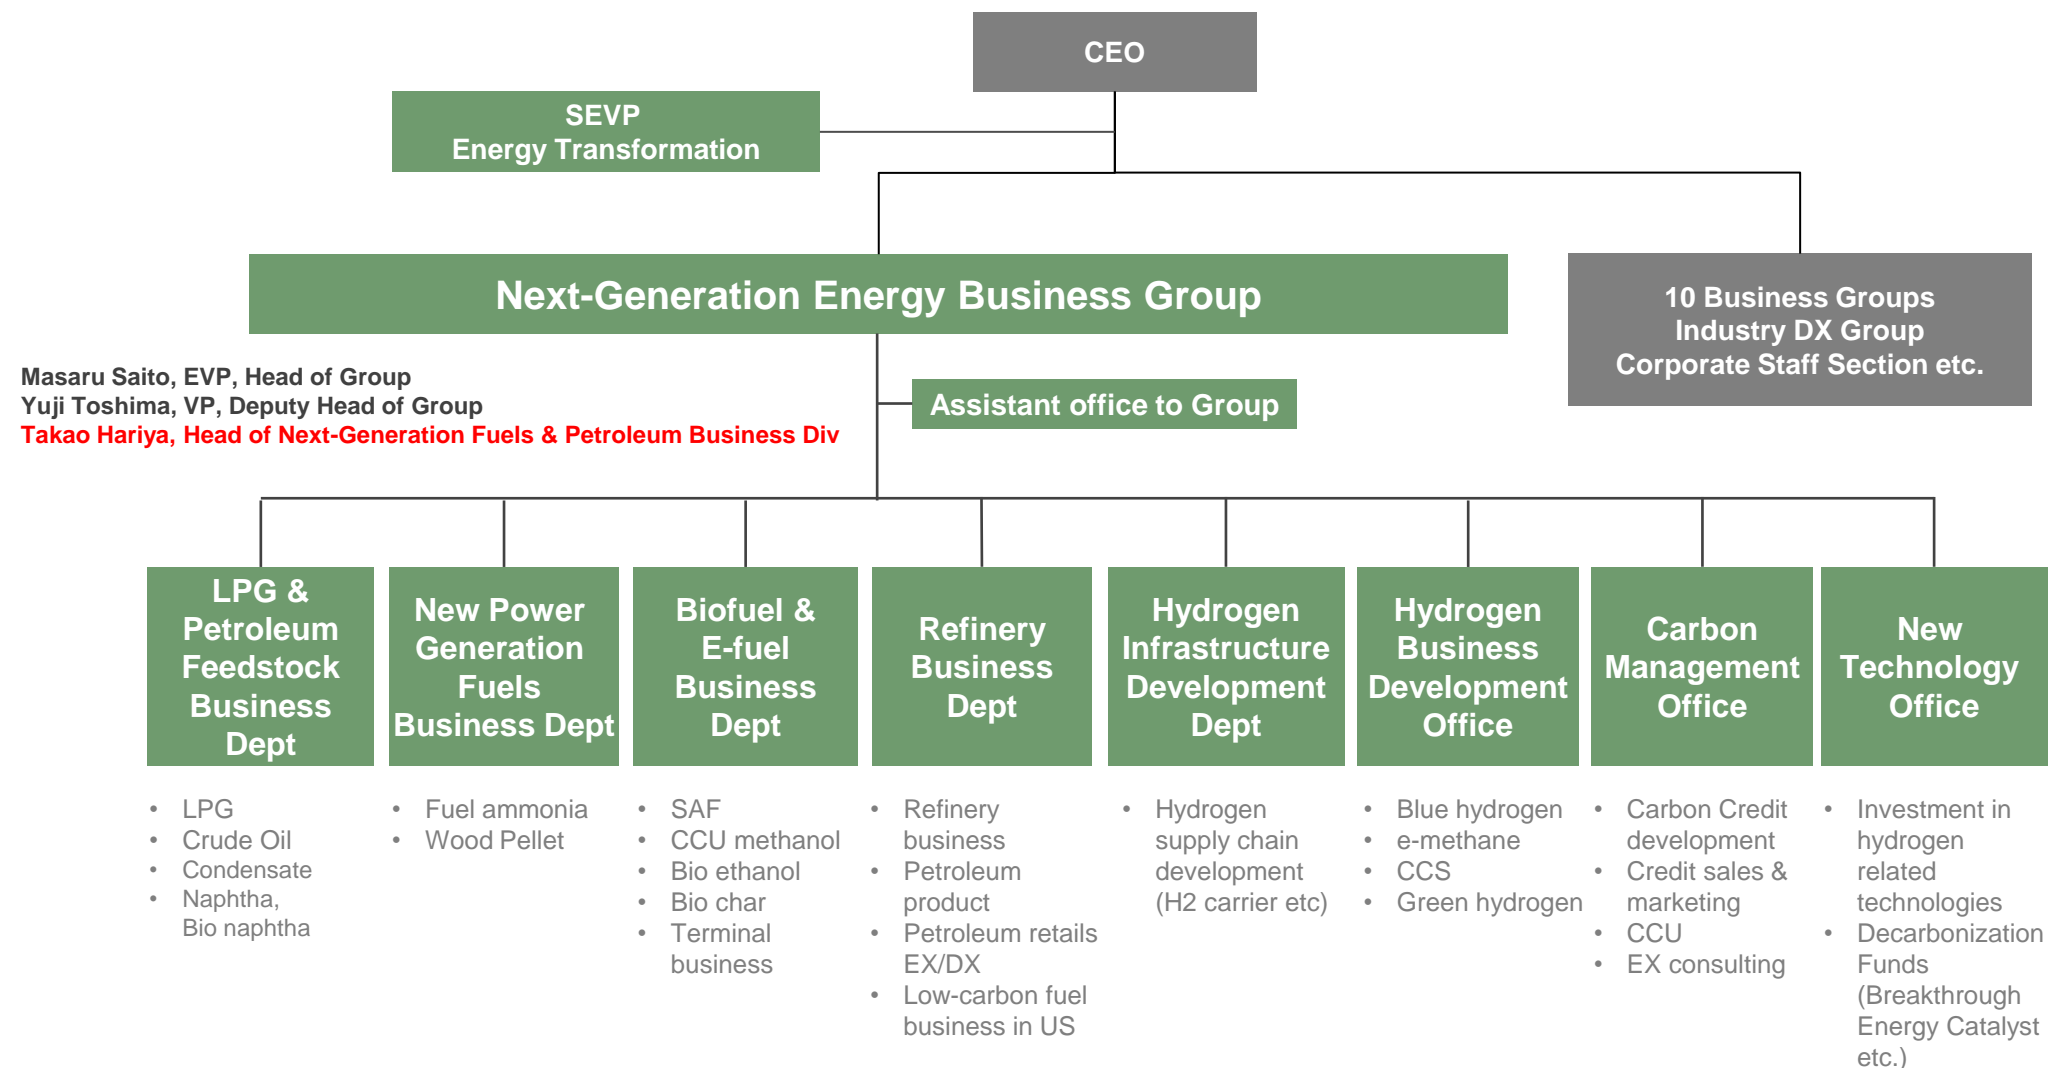 CEO
SEVP
Energy Transformation
Next-Generation Energy Business Group
10 Business Groups
Industry DX Group
Corporate Staff Section etc.
Masaru Saito, EVP, Head of Group
Yuji Toshima, VP, Deputy Head of Group
Takao Hariya, Head of Next-Generation Fuels & Petroleum Business Div
Assistant office to Group
LPG &
Petroleum
Feedstock
Business
Dept
• LPG
• Crude Oil
• Condensate
• Naphtha,
Bio naphtha
New Power
Generation
Fuels
Business Dept
• Fuel ammonia
• Wood Pellet
Biofuel &
E-fuel
Business
Dept
• SAF
• CCU methanol
• Bio ethanol
• Bio char
• Terminal
business
Refinery
Business
Dept
• Refinery
business
• Petroleum
product
• Petroleum retails
EX/DX
• Low-carbon fuel
business in US
Hydrogen
Infrastructure
Development
Dept
• Hydrogen
supply chain
development
(H2 carrier etc)
Hydrogen
Business
Development
Office
• Blue hydrogen
• e-methane
• CCS
• Green hydrogen
Carbon
Management
Office
• Carbon Credit
development
• Credit sales &
marketing
• CCU
• EX consulting
New
Technology
Office
• Investment in
hydrogen
related
technologies
• Decarbonization
Funds
(Breakthrough
Energy Catalyst
etc.)